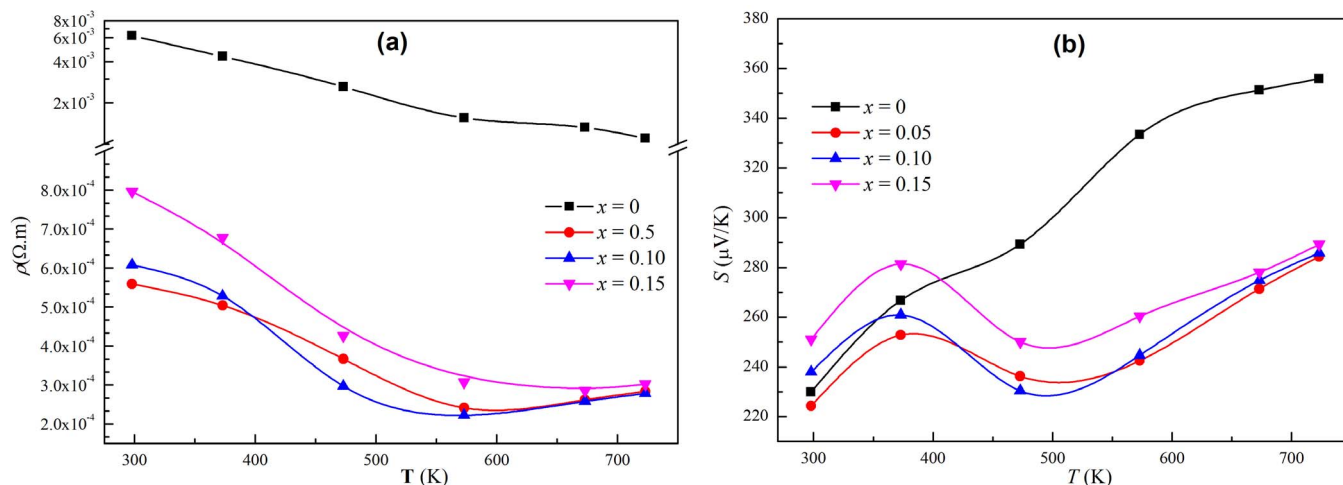 (a)
8x10⁻³
6x10⁻³
4x10⁻³
2x10⁻³
8.0x10⁻⁴
7.0x10⁻⁴
6.0x10⁻⁴
5.0x10⁻⁴
4.0x10⁻⁴
3.0x10⁻⁴
2.0x10⁻⁴
ρ(Ω.m)
x = 0
x = 0.5
x = 0.10
x = 0.15
300 400 500 600 700
T (K)
(b)
380
360
340
320
300
280
260
240
220
S (μV/K)
x = 0
x = 0.05
x = 0.10
x = 0.15
300 400 500 600 700
T (K)